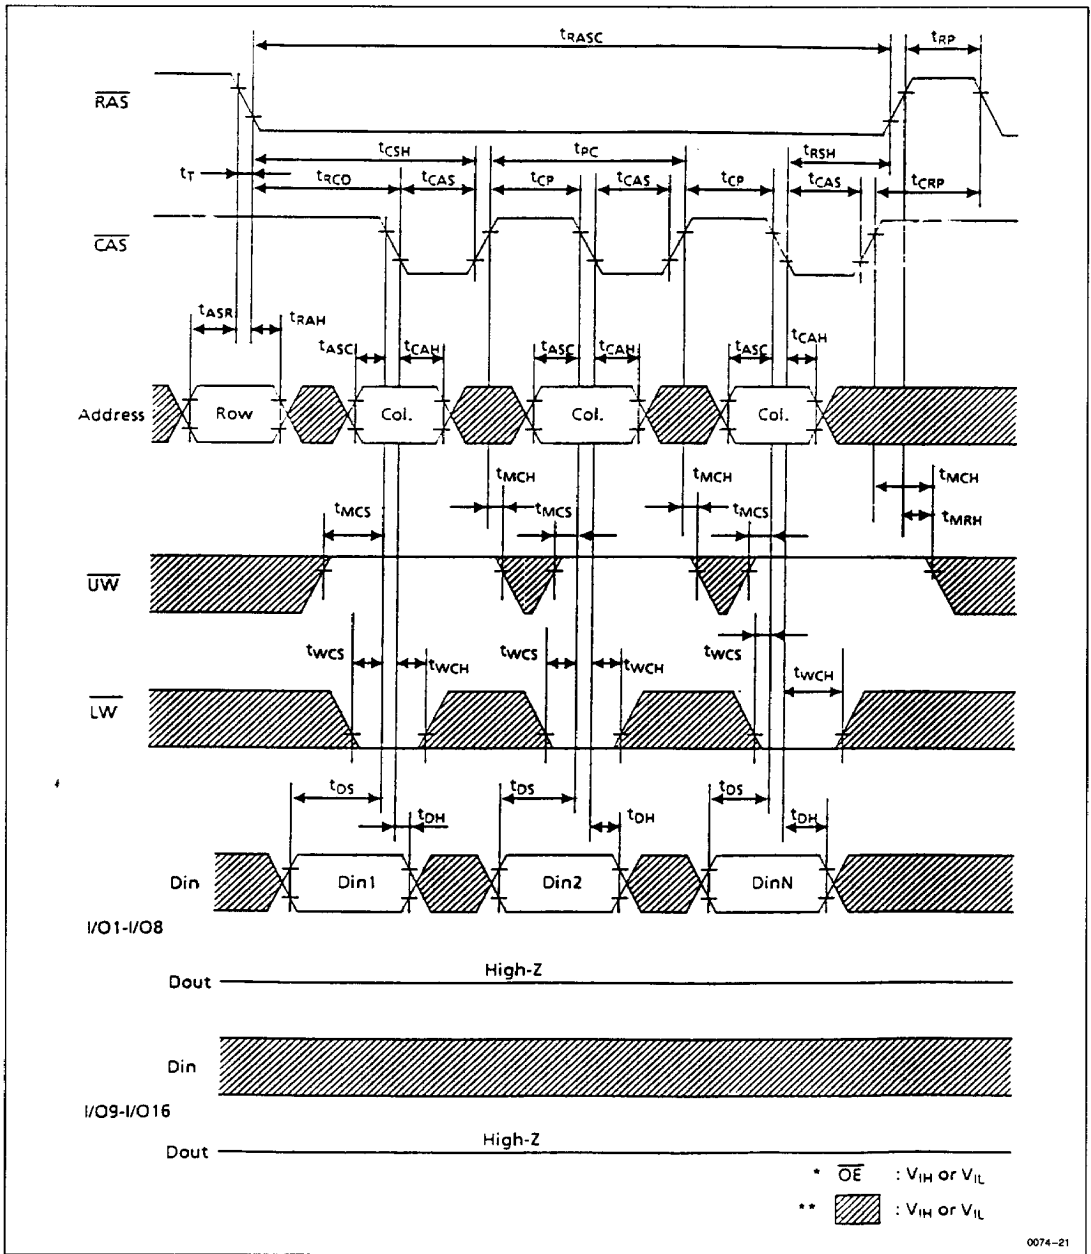 tRASC tRP
RAS
tCSH tPC tRSH
tT tRCD tCAS tCP tCAS tCP tCAS tCRP
CAS
tASR tRAH
tASC tCAH tASC tCAH tASC tCAH
Address Row Col. Col. Col.
tMCH tMCH tMCH
tMCS tMCS tMCS tMRH
UW
tWCS tWCH tWCS tWCH tWCS tWCH
LW
tDS tDH tDS tDH tDS tDH
Din Din1 Din2 DinN
I/O1-I/O8
High-Z
Dout
Din
I/O9-I/O16
High-Z
Dout
* OE : VIH or VIL
** : VIH or VIL
0074-21